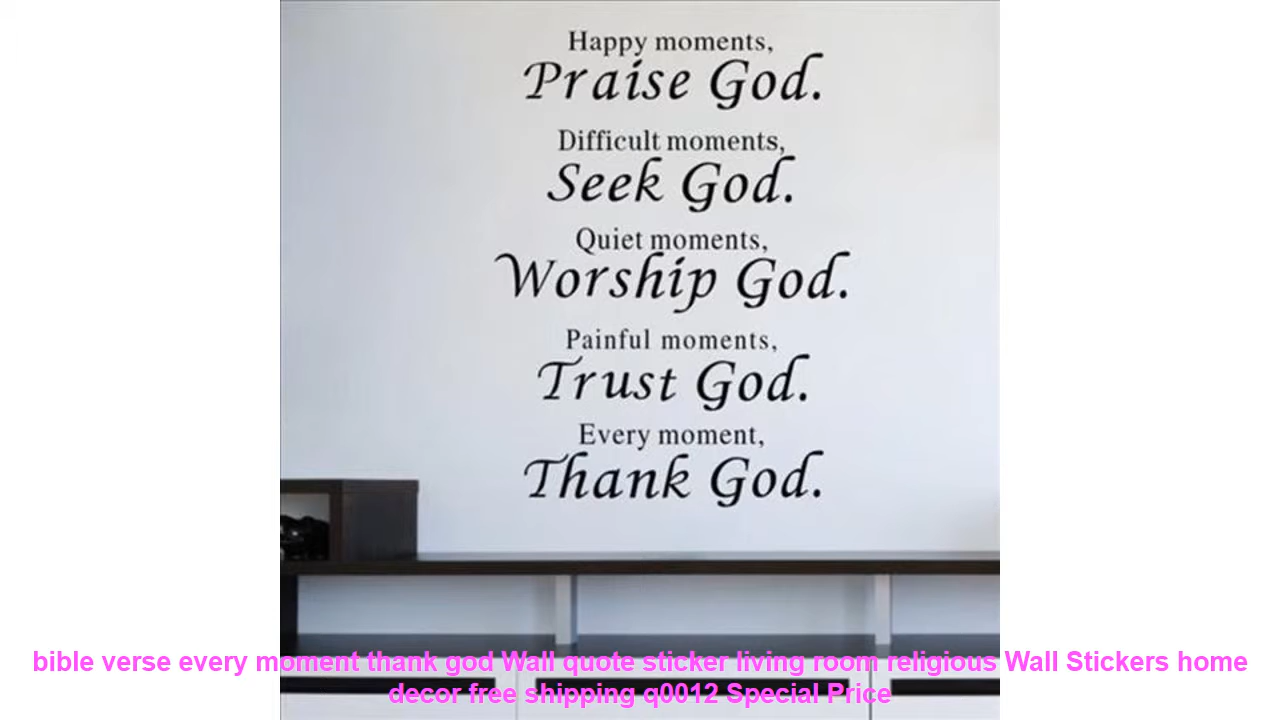 Happy moments,
Praise God.
Difficult moments,
Seek God.
Quiet moments,
Worship God.
Painful moments,
Trust God.
Every moment,
Thank God.
bible verse every moment thank god Wall quote sticker living room religious Wall Stickers home
decor free shipping q0012 Special Price